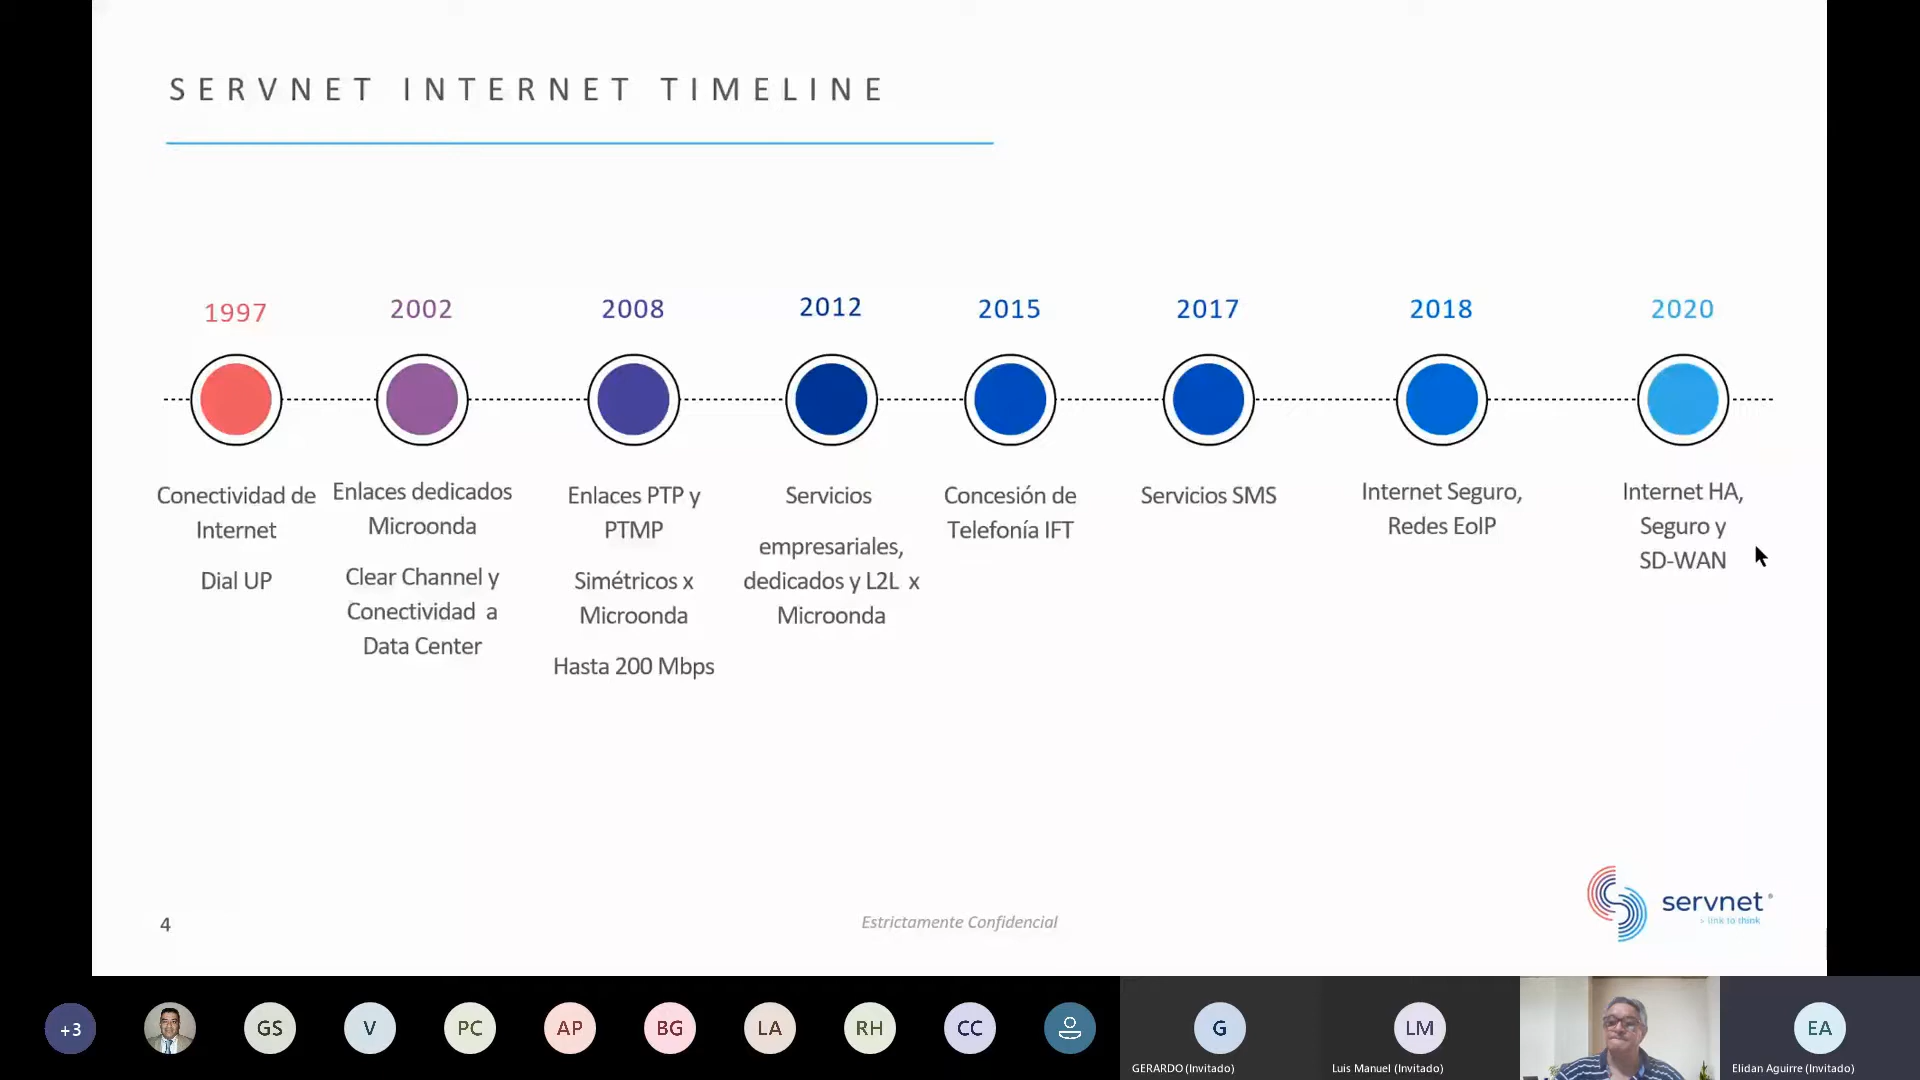 SERVNET INTERNET TIMELINE
1997
2002
2008
2012
2015
2017
2018
2020
Conectividad de
Internet
Dial UP
Enlaces dedicados
Microonda
Clear Channel y
Conectividad a
Data Center
Enlaces PTP y
PTMP
Simétricos x
Microonda
Hasta 200 Mbps
Servicios
empresariales,
dedicados y L2L x
Microonda
Concesión de
Telefonía IFT
Servicios SMS
Internet Seguro,
Redes EoIP
Internet HA,
Seguro y
SD-WAN
4
Estrictamente Confidencial
servnet®
> link to think
+3
GS
V
PC
AP
BG
LA
RH
CC
G
GERARDO (Invitado)
LM
Luis Manuel (Invitado)
EA
Elidan Aguirre (Invitado)